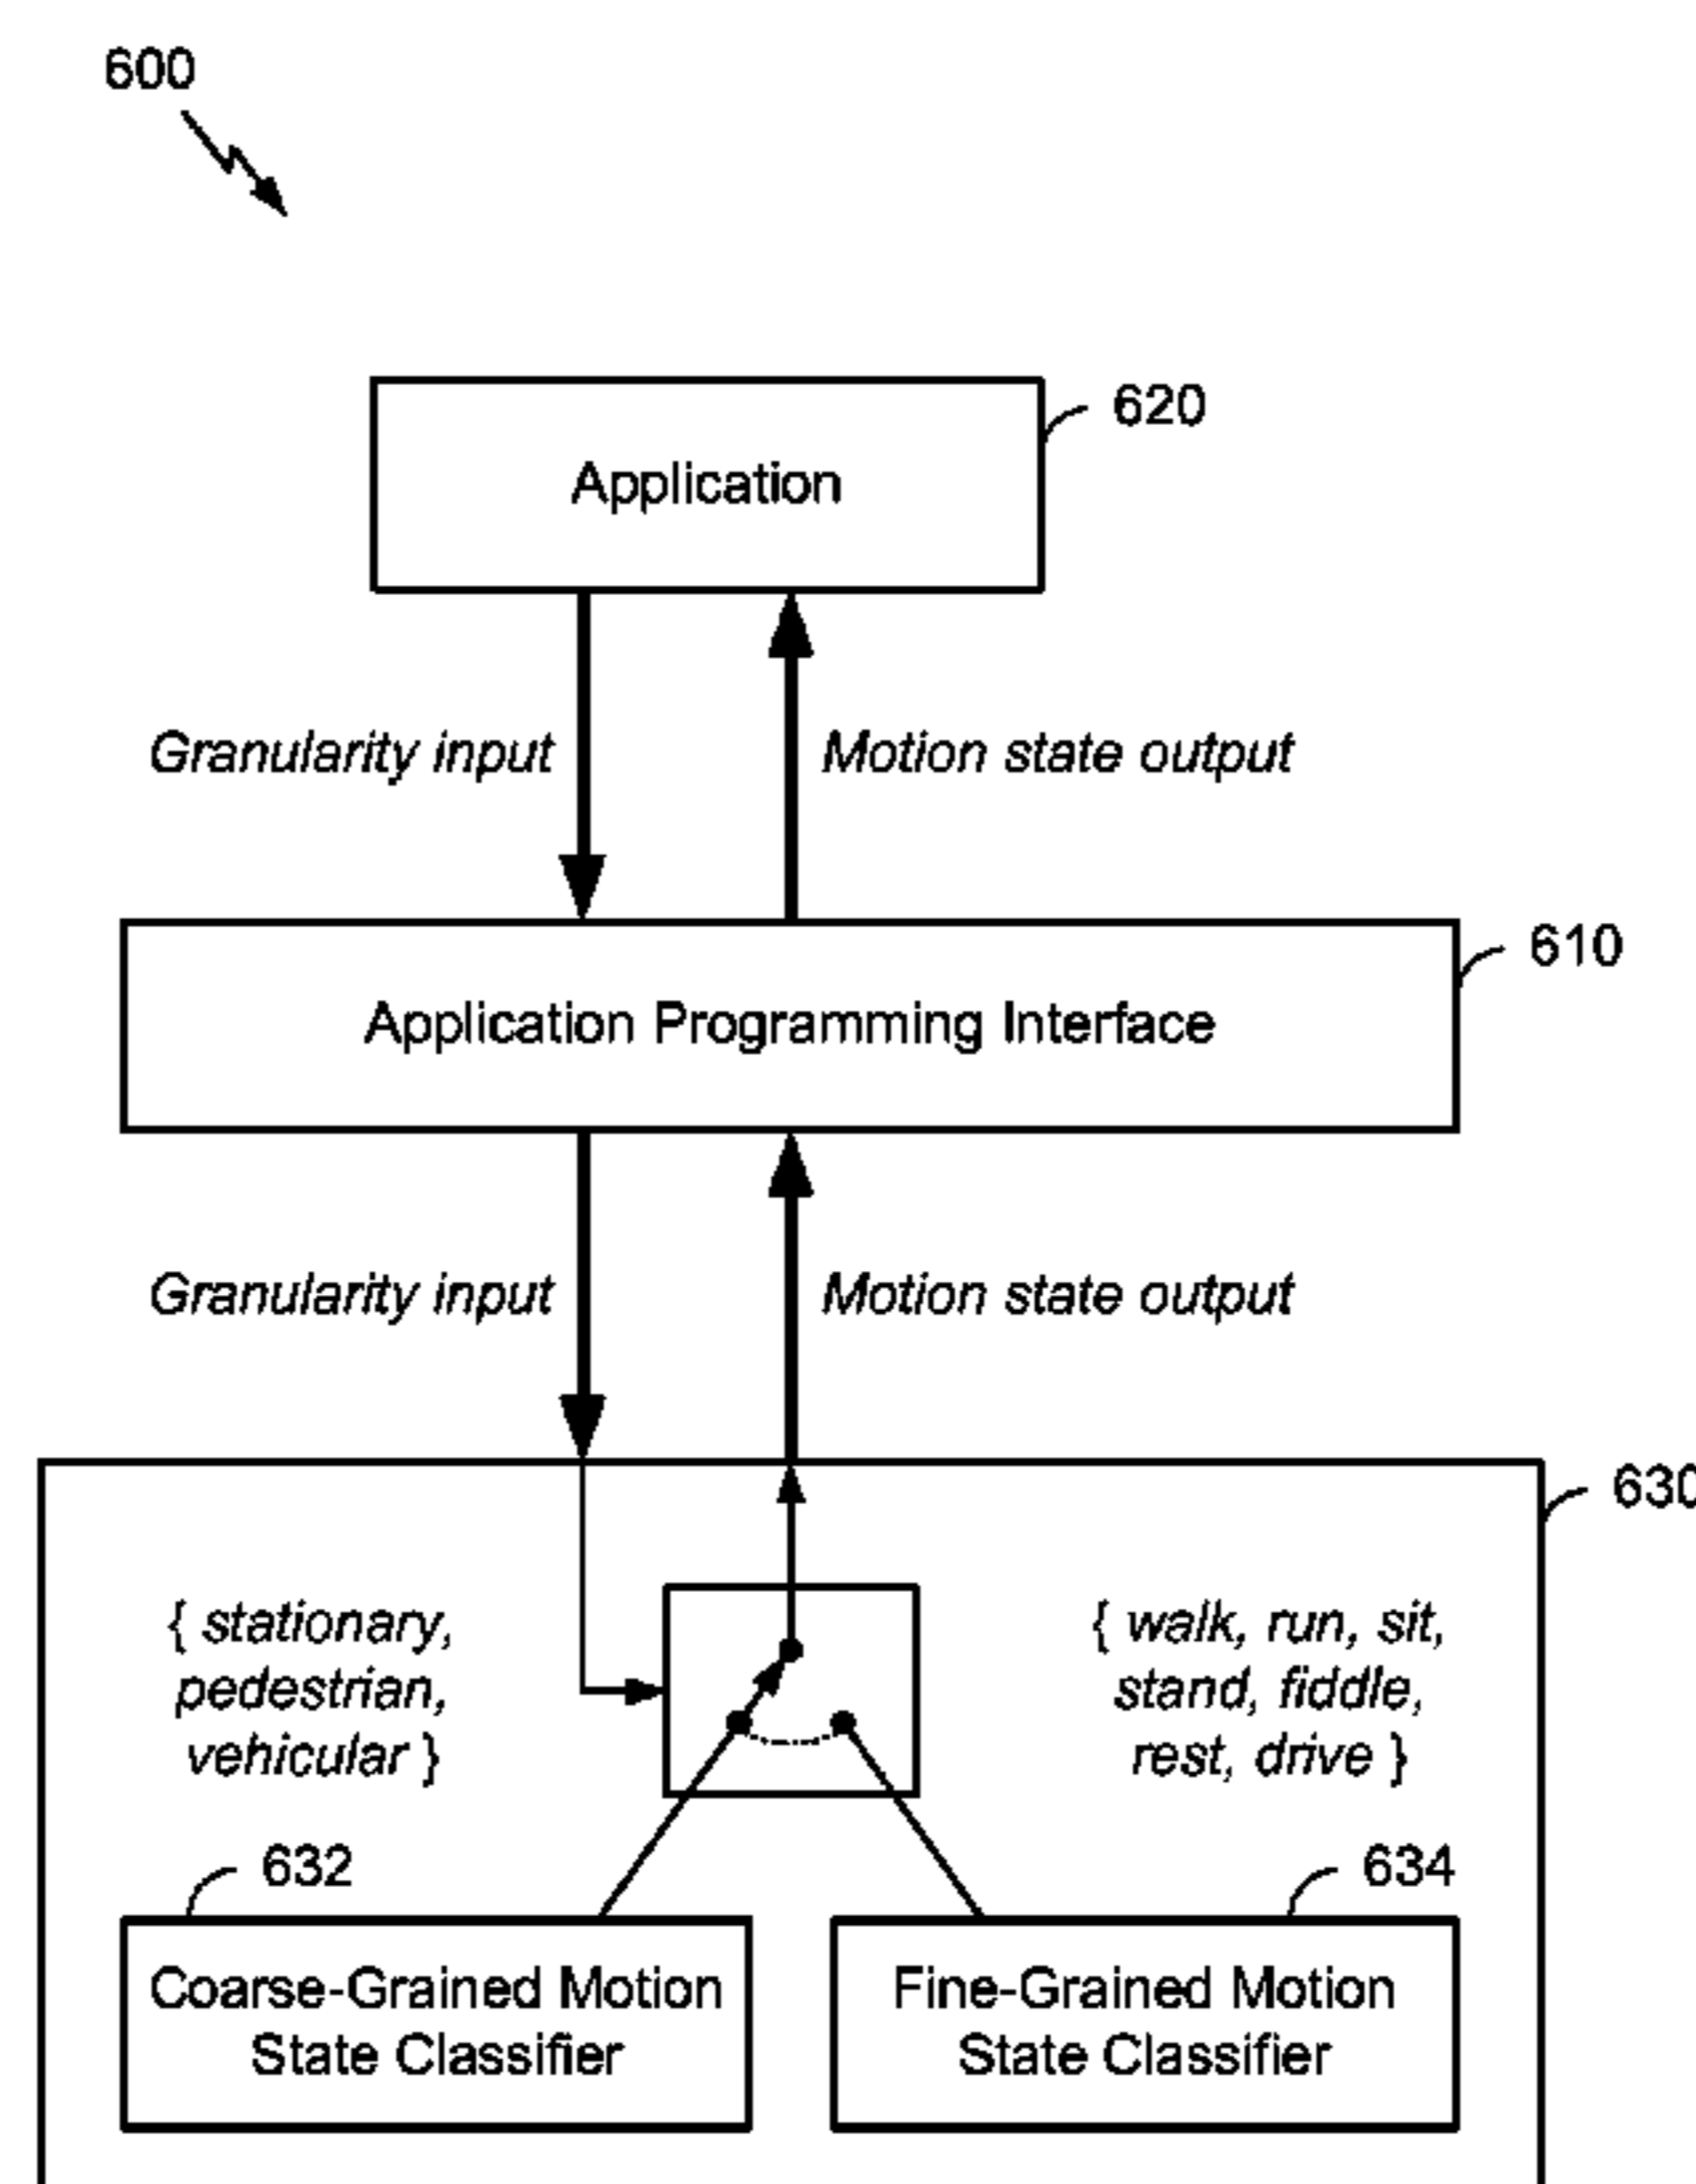 600
620
Application
Granularity input
Motion state output
610
Application Programming Interface
Granularity input
Motion state output
630
{ stationary,
pedestrian,
vehicular }
{ walk, run, sit,
stand, fiddle,
rest, drive }
632
634
Coarse-Grained Motion
State Classifier
Fine-Grained Motion
State Classifier